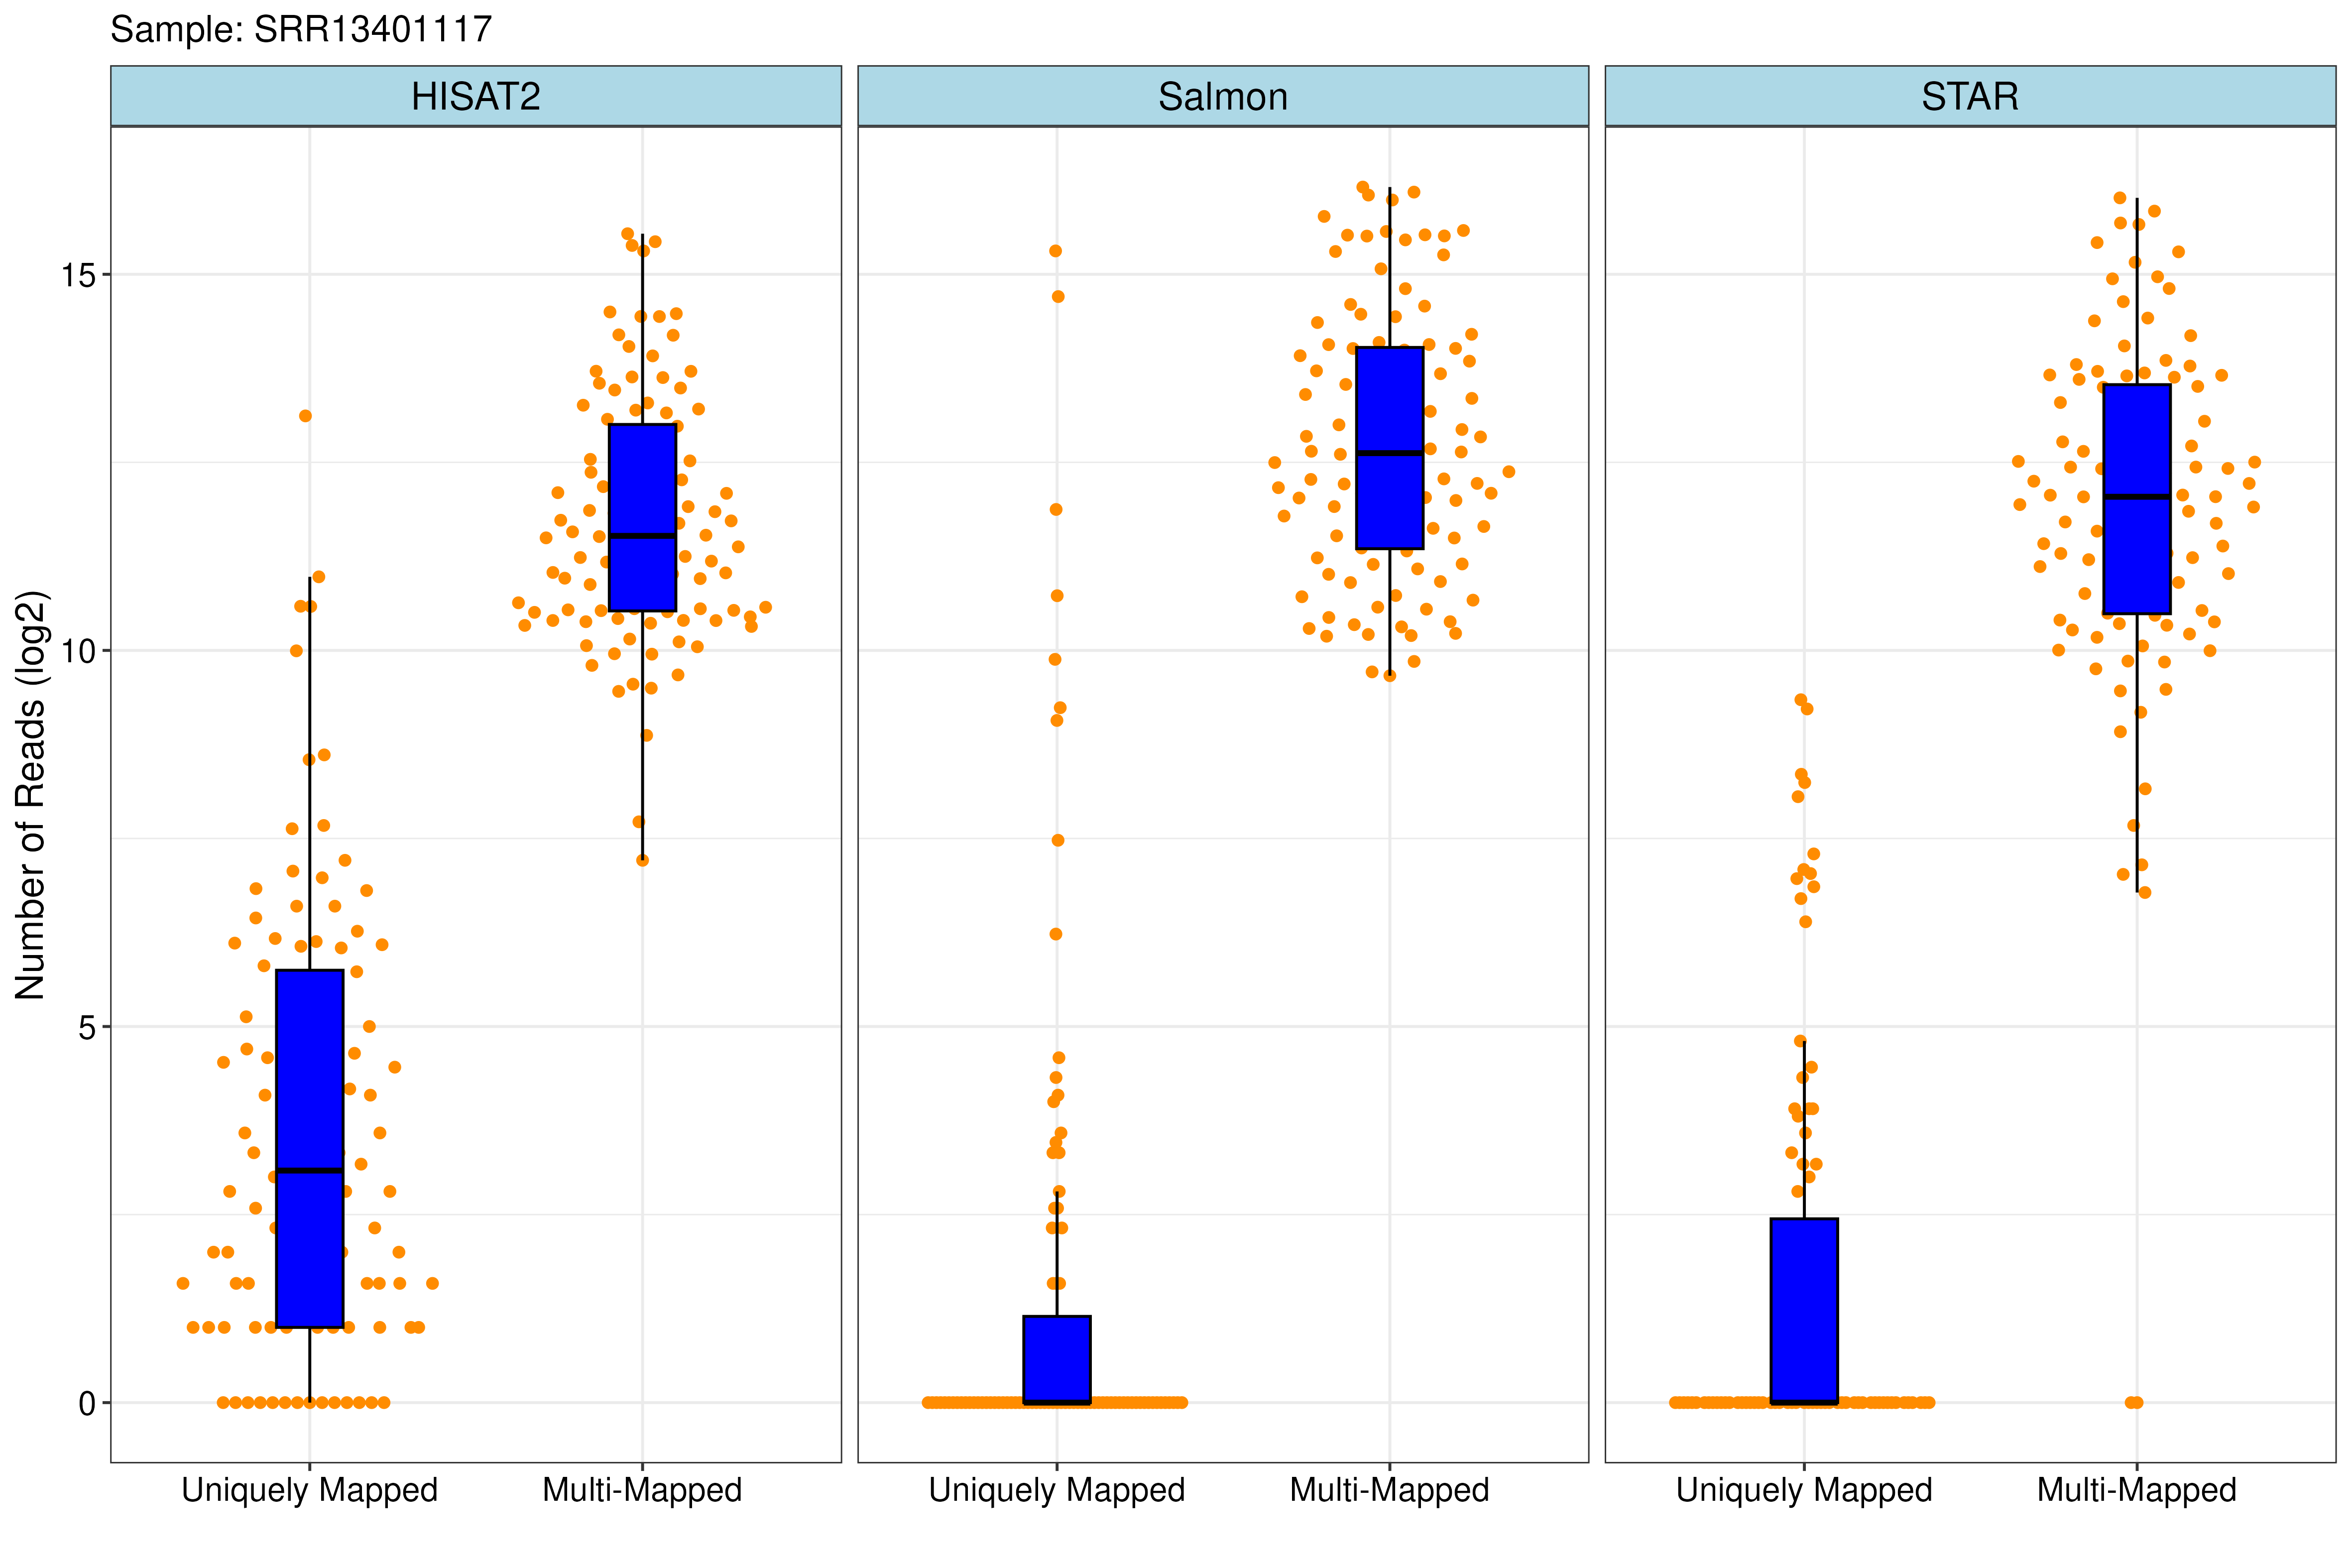 Sample: SRR13401117
HISAT2
Salmon
STAR
Number of Reads (log2)
15
10
5
0
Uniquely Mapped
Multi-Mapped
Uniquely Mapped
Multi-Mapped
Uniquely Mapped
Multi-Mapped